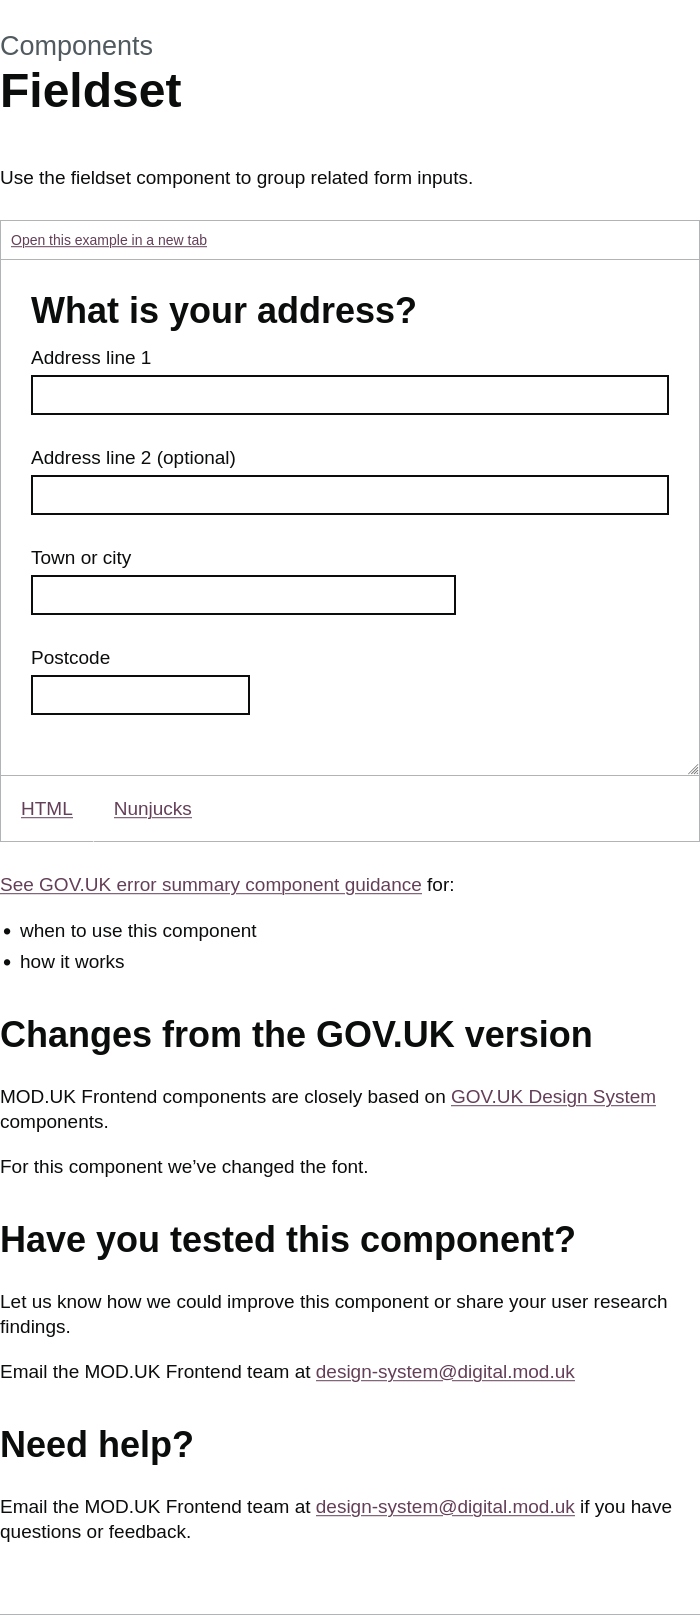 Components
Fieldset
Use the fieldset component to group related form inputs.
Open this example in a new tab
What is your address?
Address line 1
Address line 2 (optional)
Town or city
Postcode
HTML
Nunjucks
See GOV.UK error summary component guidance for:
• when to use this component
• how it works
Changes from the GOV.UK version
MOD.UK Frontend components are closely based on GOV.UK Design System
components.
For this component we’ve changed the font.
Have you tested this component?
Let us know how we could improve this component or share your user research
findings.
Email the MOD.UK Frontend team at design-system@digital.mod.uk
Need help?
Email the MOD.UK Frontend team at design-system@digital.mod.uk if you have
questions or feedback.